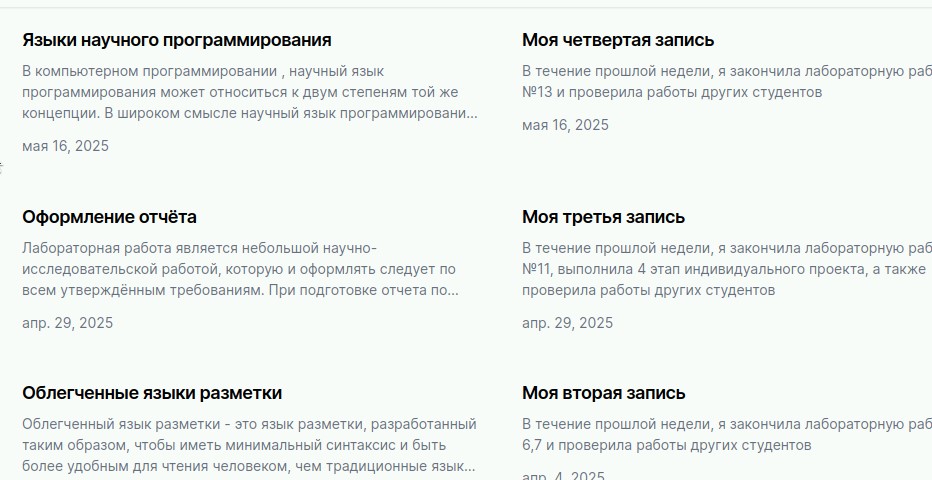 Языки научного программирования
В компьютерном программировании , научный язык
программирования может относиться к двум степеням той же
концепции. В широком смысле научный язык программировани...
мая 16, 2025
Моя четвертая запись
В течение прошлой недели, я закончила лабораторную раб
№13 и проверила работы других студентов
мая 16, 2025
Оформление отчёта
Лабораторная работа является небольшой научно-
исследовательской работой, которую и оформлять следует по
всем утверждённым требованиям. При подготовке отчета по...
апр. 29, 2025
Моя третья запись
В течение прошлой недели, я закончила лабораторную раб
№11, выполнила 4 этап индивидуального проекта, а также
проверила работы других студентов
апр. 29, 2025
Облегченные языки разметки
Облегченный язык разметки - это язык разметки, разработанный
таким образом, чтобы иметь минимальный синтаксис и быть
более удобным для чтения человеком, чем традиционные язык...
Моя вторая запись
В течение прошлой недели, я закончила лабораторную раб
6,7 и проверила работы других студентов
апр. 4, 2025